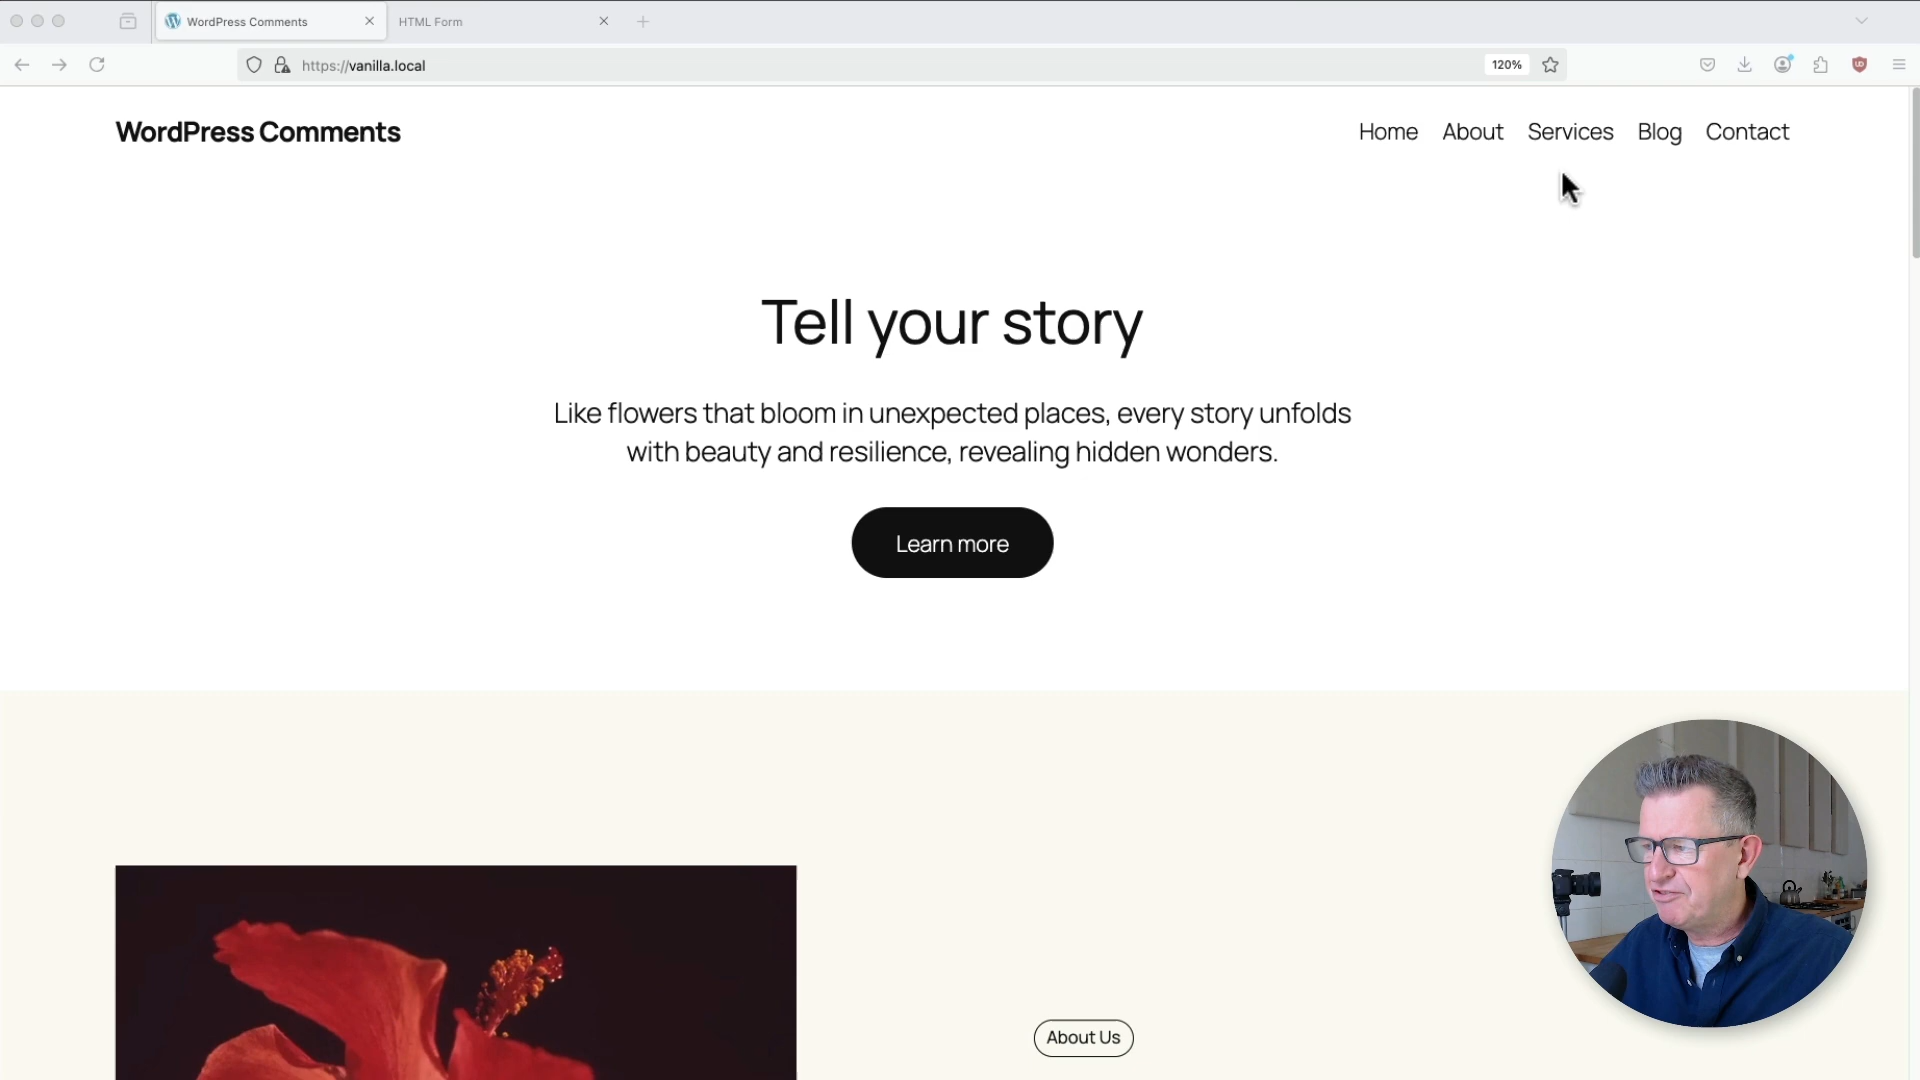 WordPress Comments
HTML Form
https://vanilla.local
120%
WordPress Comments
Home About Services Blog Contact
Tell your story
Like flowers that bloom in unexpected places, every story unfolds
with beauty and resilience, revealing hidden wonders.
Learn more
About Us